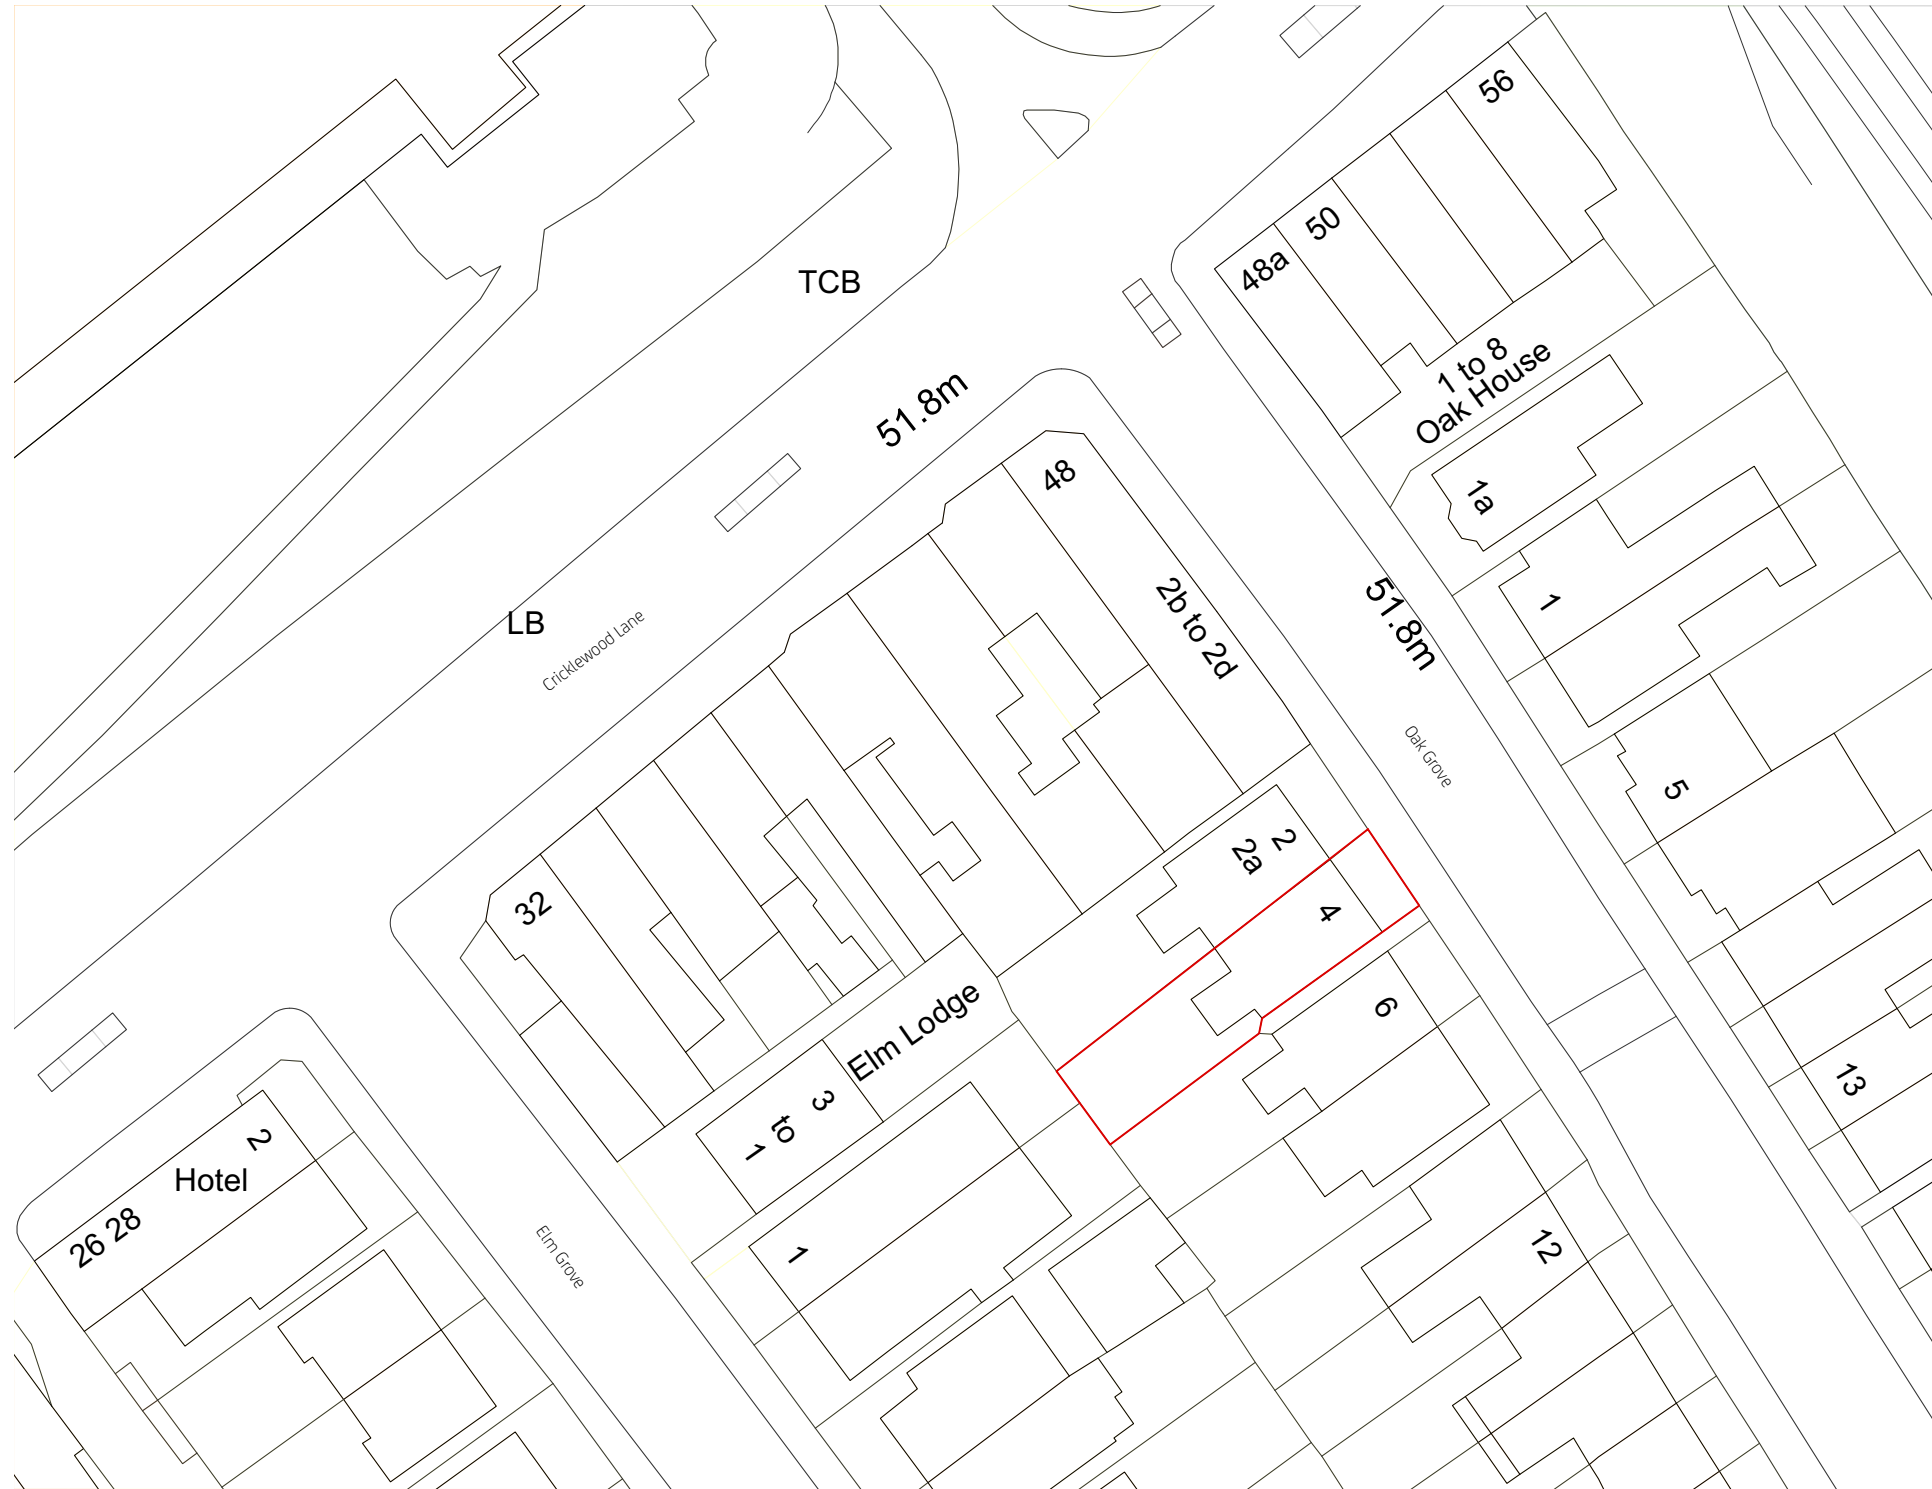 56
50
48a
TCB
1 to 8
Oak House
51.8m
48
1a
2b to 2d
51.8m
1
LB
Cricklewood Lane
Oak Grove
5
2
2a
32
4
Elm Lodge
6
1 to 3
13
2
Hotel
26 28
Elm Grove
1
12